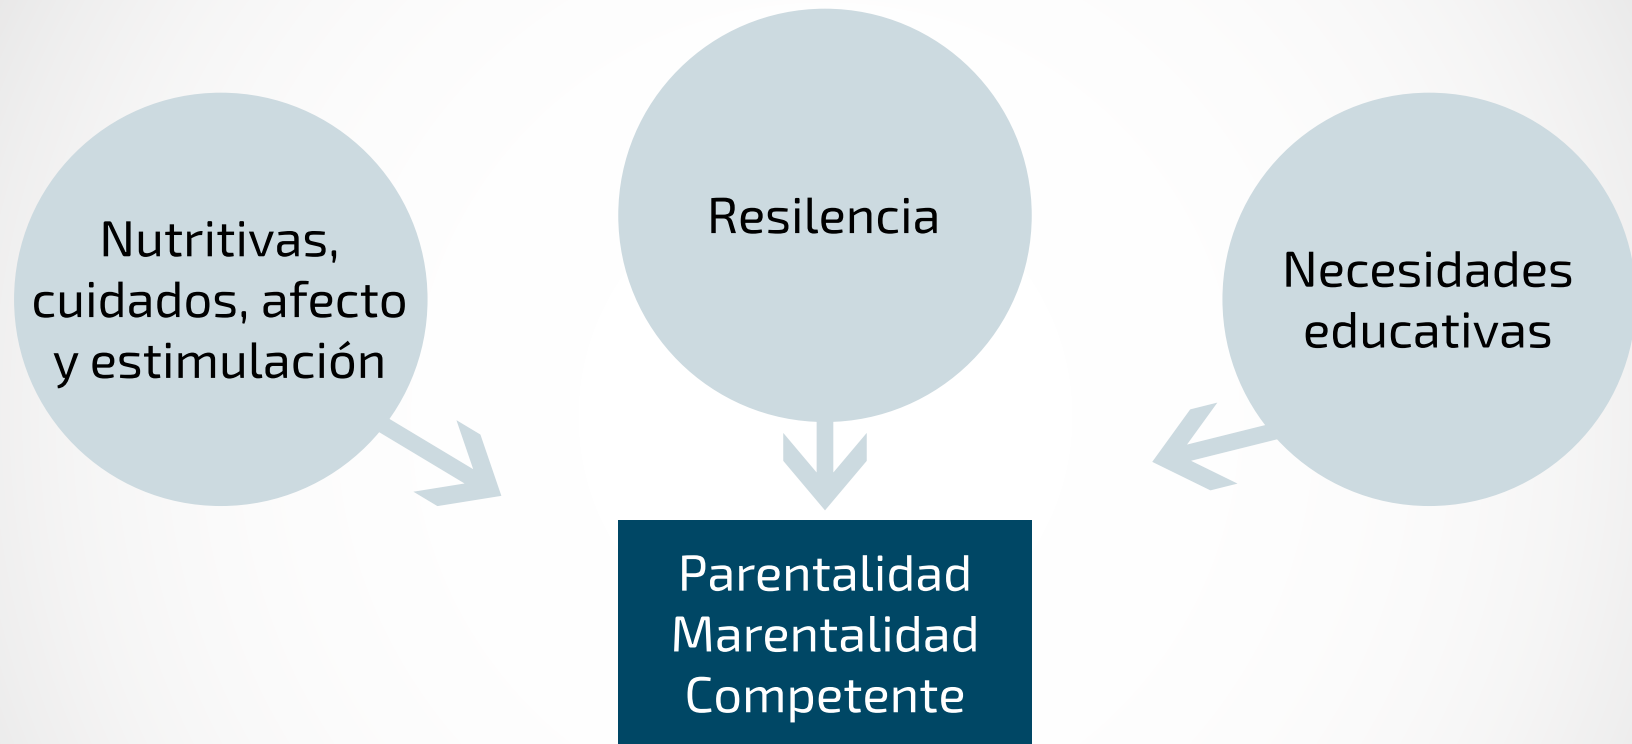 Nutritivas,
cuidados, afecto
y estimulación
Resilencia
Necesidades
educativas
Parentalidad
Marentalidad
Competente